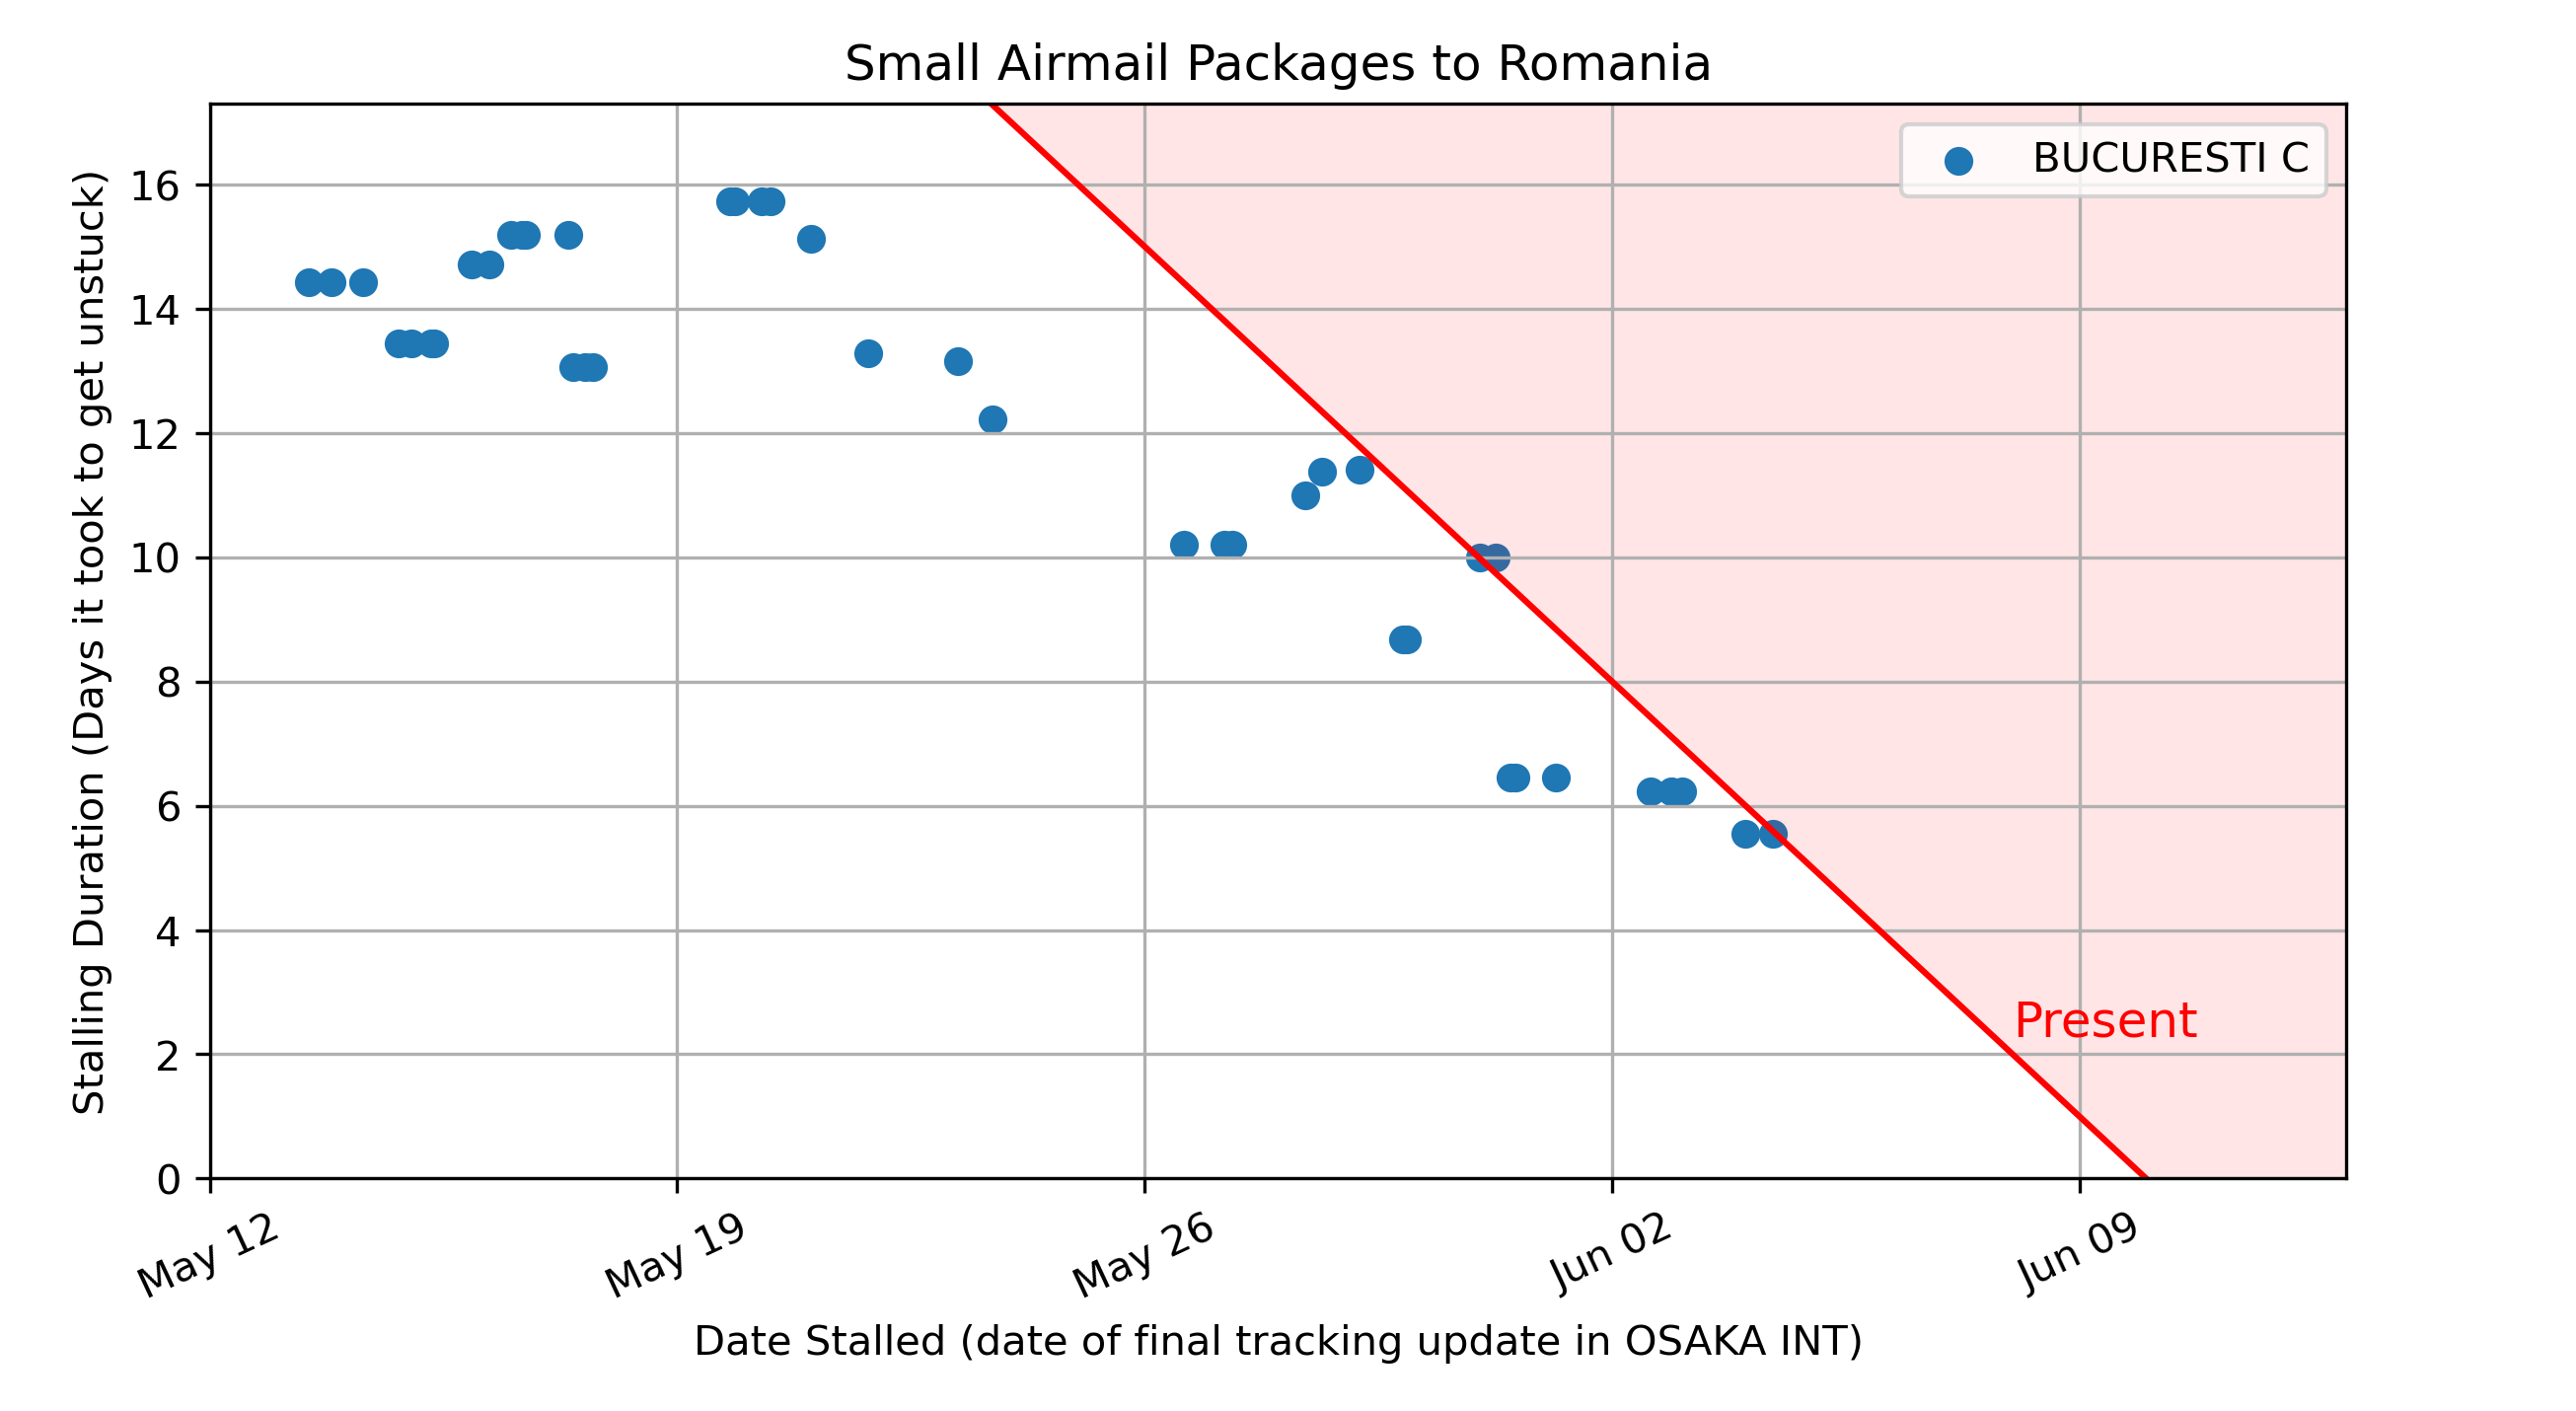 Small Airmail Packages to Romania
BUCURESTI C
Stalling Duration (Days it took to get unstuck)
16
14
12
10
8
6
4
2
0
Present
May 12
May 19
May 26
Jun 02
Jun 09
Date Stalled (date of final tracking update in OSAKA INT)